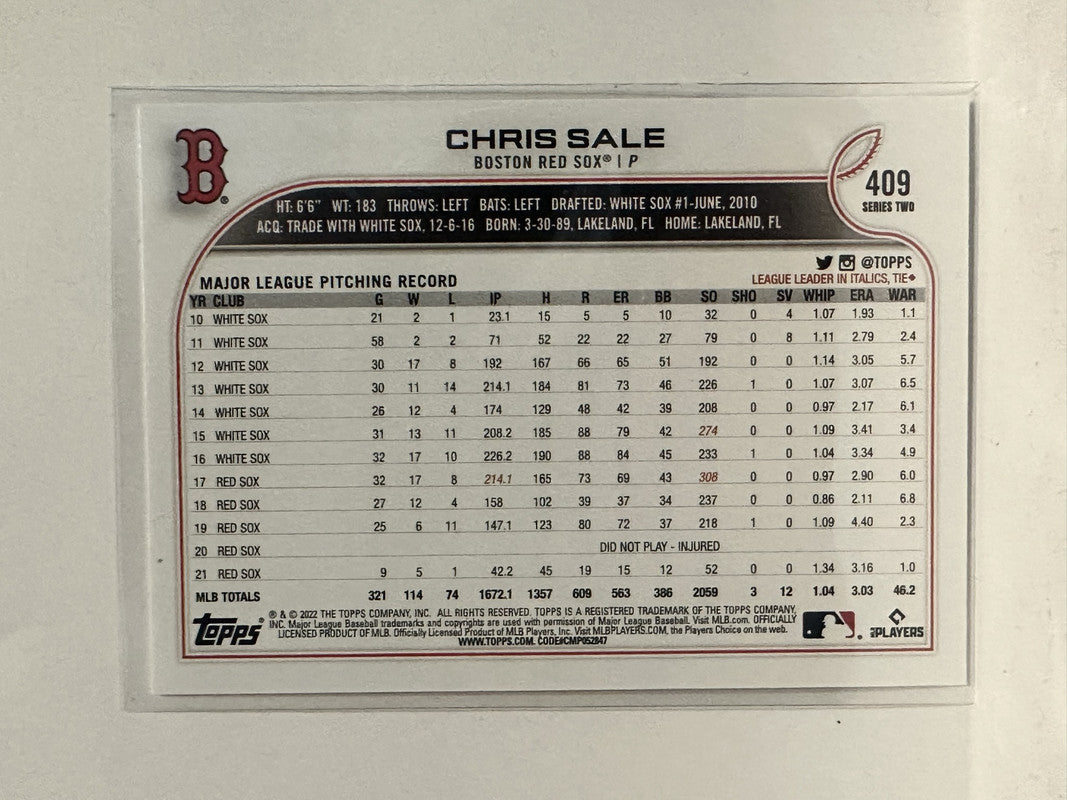 B
CHRIS SALE
BOSTON RED SOX® | P
409
SERIES TWO
HT: 6'6" WT: 183 THROWS: LEFT BATS: LEFT DRAFTED: WHITE SOX #1-JUNE, 2010
ACQ: TRADE WITH WHITE SOX, 12-6-16 BORN: 3-30-89, LAKELAND, FL HOME: LAKELAND, FL
@TOPPS
MAJOR LEAGUE PITCHING RECORD
LEAGUE LEADER IN ITALICS, TIE◆
YR CLUB G W L IP H R ER BB SO SHO SV WHIP ERA WAR
10 WHITE SOX 21 2 1 23.1 15 5 5 10 32 0 4 1.07 1.93 1.1
11 WHITE SOX 58 2 2 71 52 22 22 27 79 0 8 1.11 2.79 2.4
12 WHITE SOX 30 17 8 192 167 66 65 51 192 0 0 1.14 3.05 5.7
13 WHITE SOX 30 11 14 214.1 184 81 73 46 226 1 0 1.07 3.07 6.5
14 WHITE SOX 26 12 4 174 129 48 42 39 208 0 0 0.97 2.17 6.1
15 WHITE SOX 31 13 11 208.2 185 88 79 42 274 0 0 1.09 3.41 3.4
16 WHITE SOX 32 17 10 226.2 190 88 84 45 233 1 0 1.04 3.34 4.9
17 RED SOX 32 17 8 214.1 165 73 69 43 308 0 0 0.97 2.90 6.0
18 RED SOX 27 12 4 158 102 39 37 34 237 0 0 0.86 2.11 6.8
19 RED SOX 25 6 11 147.1 123 80 72 37 218 1 0 1.09 4.40 2.3
20 RED SOX DID NOT PLAY - INJURED
21 RED SOX 9 5 1 42.2 45 19 15 12 52 0 0 1.34 3.16 1.0
MLB TOTALS 321 114 74 1672.1 1357 609 563 386 2059 3 12 1.04 3.03 46.2
Topps®
® & © 2022 THE TOPPS COMPANY, INC. ALL RIGHTS RESERVED. TOPPS IS A REGISTERED TRADEMARK OF THE TOPPS COMPANY,
INC. Major League Baseball trademarks and copyrights are used with permission of Major League Baseball. Visit MLB.com. OFFICIALLY
LICENSED PRODUCT OF MLB. Officially Licensed Product of MLB Players, Inc. Visit MLBPLAYERS.COM, the Players Choice on the web.
WWW.TOPPS.COM. CODE#CMP052847
PLAYERS